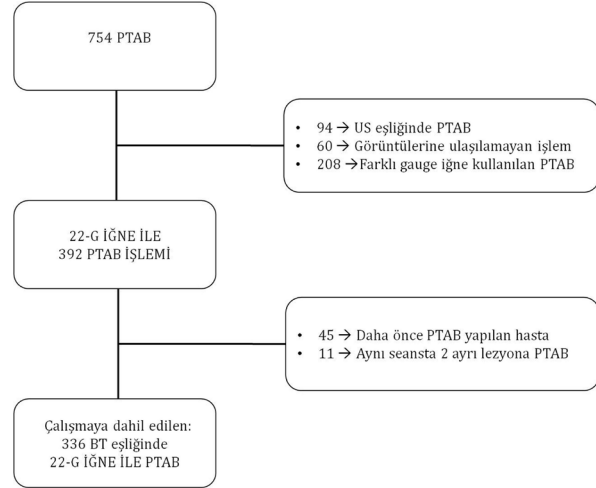 754 PTAB
• 94 → US eşliğinde PTAB
• 60 → Görüntülerine ulaşılamayan işlem
• 208 →Farklı gauge iğne kullanılan PTAB
22-G İĞNE İLE
392 PTAB İŞLEMİ
• 45 → Daha önce PTAB yapılan hasta
• 11 → Aynı seansta 2 ayrı lezyona PTAB
Çalışmaya dahil edilen:
336 BT eşliğinde
22-G İĞNE İLE PTAB